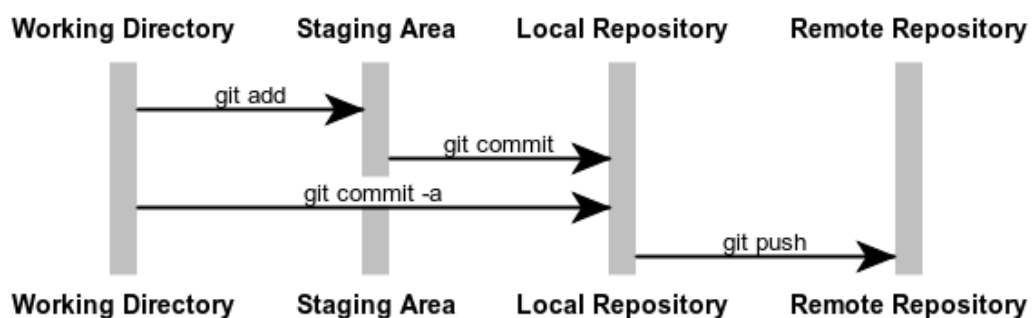 Working Directory Staging Area Local Repository Remote Repository
git add
git commit
git commit -a
git push
Working Directory Staging Area Local Repository Remote Repository